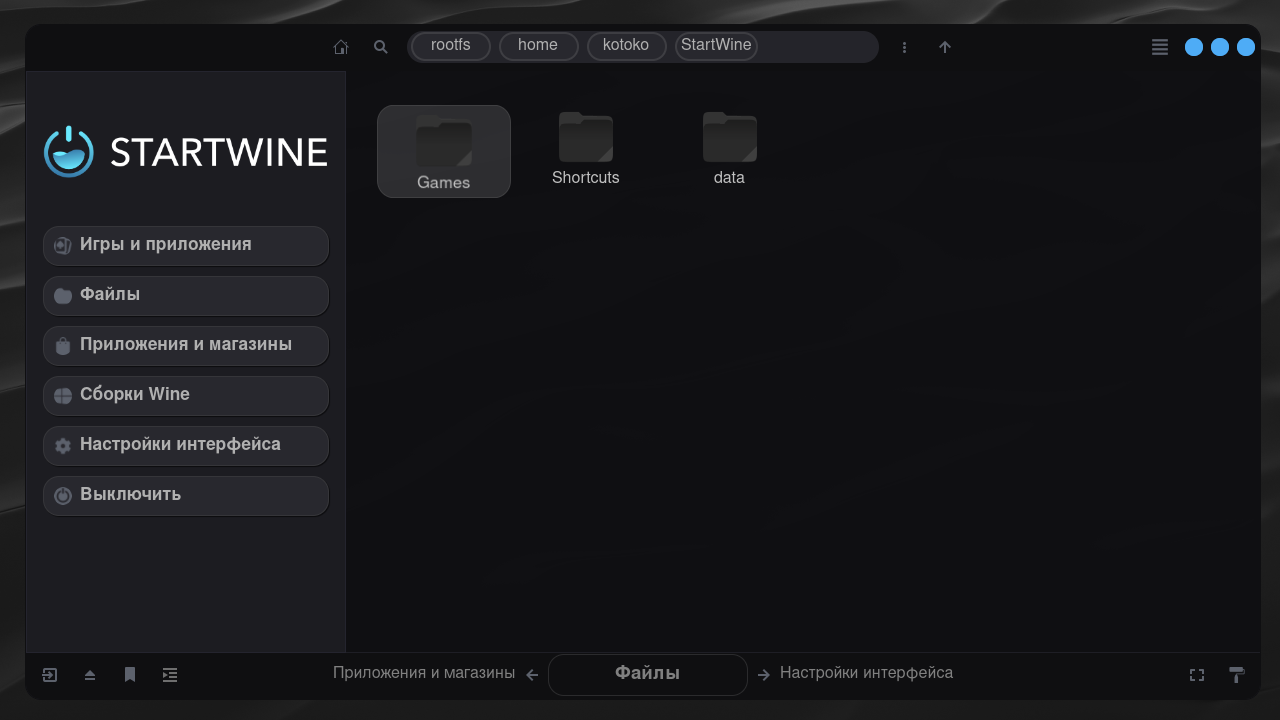 rootfs home kotoko StartWine
STARTWINE
Игры и приложения
Файлы
Приложения и магазины
Сборки Wine
Настройки интерфейса
Выключить
Games Shortcuts data
Приложения и магазины Файлы Настройки интерфейса